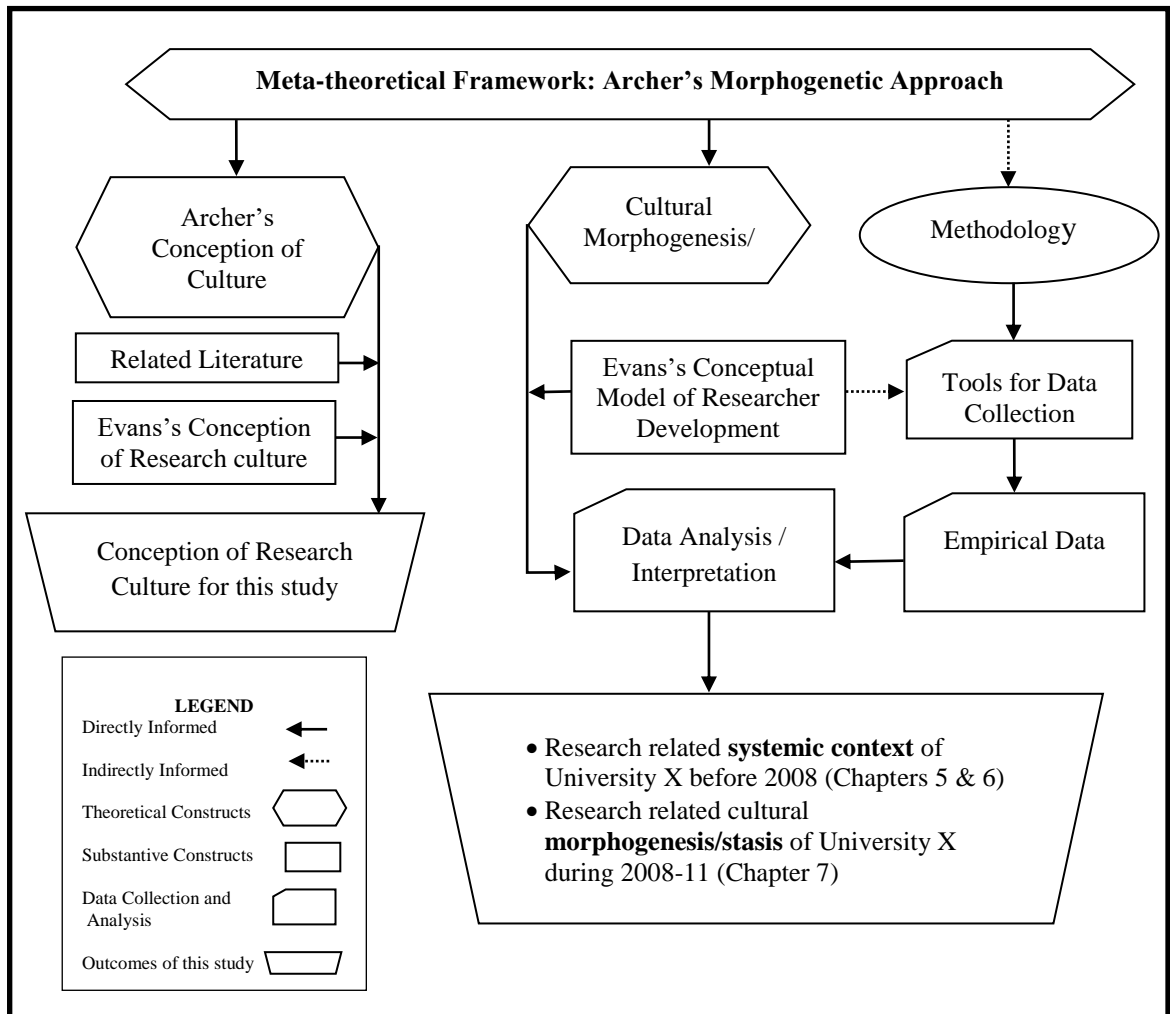 Meta-theoretical Framework: Archer's Morphogenetic Approach
Archer's
Conception of
Culture
Cultural
Morphogenesis/
Methodology
Related Literature
Evans's Conception
of Research culture
Evans's Conceptual
Model of Researcher
Development
Tools for Data
Collection
Conception of Research
Culture for this study
Data Analysis /
Interpretation
Empirical Data
• Research related systemic context of
University X before 2008 (Chapters 5 & 6)
• Research related cultural
morphogenesis/stasis of University X
during 2008-11 (Chapter 7)
LEGEND
Directly Informed
Indirectly Informed
Theoretical Constructs
Substantive Constructs
Data Collection and
Analysis
Outcomes of this study